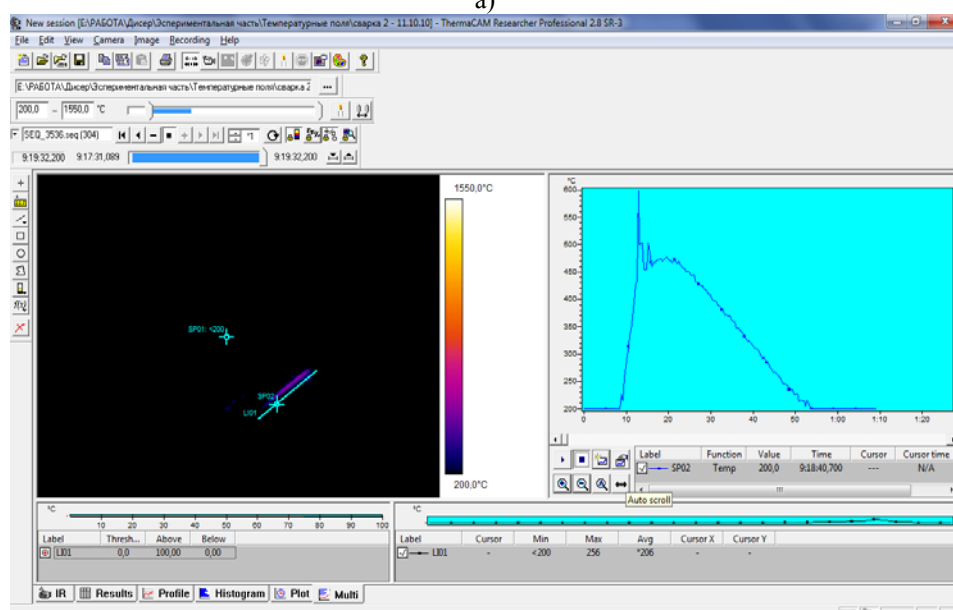 а)
New session [E:\РАБОТА\Дисер\Эспериментальная часть\Температурные поля\сварка 2 - 11.10.10] - ThermaCAM Researcher Professional 2.8 SR-3
File Edit View Camera Image Recording Help
E:\РАБОТА\Дисер\Эспериментальная часть\Температурные поля\сварка 2
200,0 - 1550,0 °C
SEQ_3536.seq (304)
9:19:32,200 9:17:31,089 9:19:32,200
1550,0°C
SP01: <200
SP02
LI01
200,0°C
°C
600
550
600
450
400
350
300
250
200
0 10 20 30 40 50 1:00 1:10 1:20
Label Function Value Time Cursor Cursor time
SP02 Temp 200,0 9:18:40,700 --- N/A
Auto scroll
°C
10 20 30 40 50 60 70 80 90 100
Label Thresh... Above Below
LI01 0,0 100,00 0,00
°C
Label Cursor Min Max Avg Cursor X Cursor Y
LI01 - <200 256 *206 - -
IR Results Profile Histogram Plot Multi